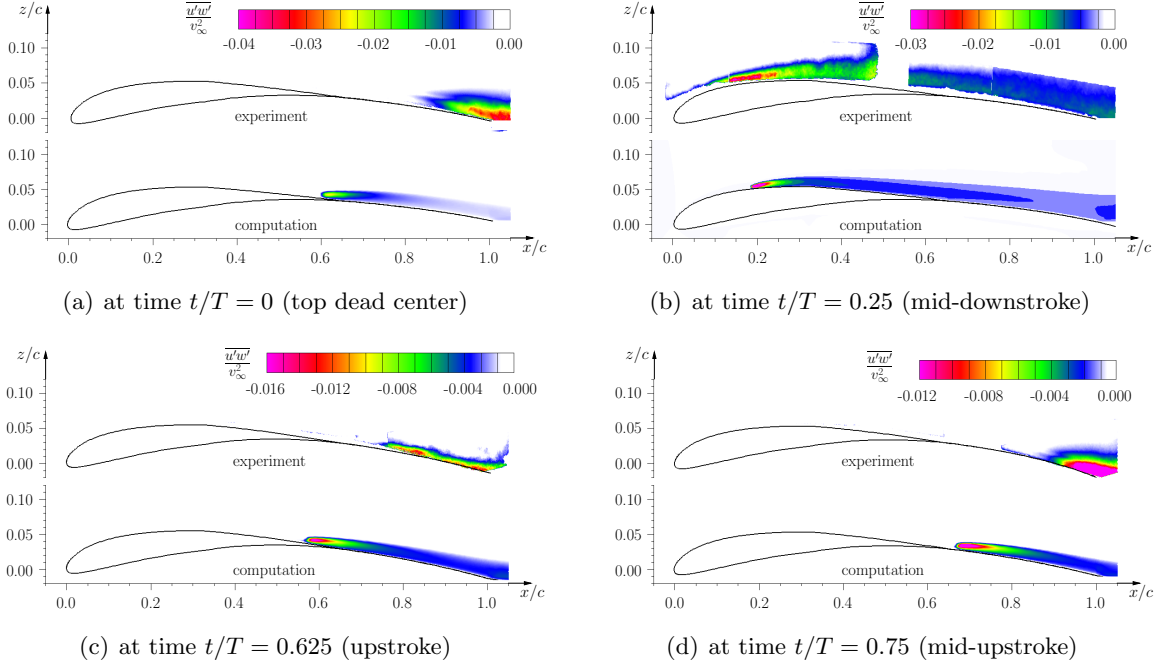 z/c
u'w'
v∞²
-0.04 -0.03 -0.02 -0.01 0.00
0.10
0.05
0.00
experiment
0.10
0.05
0.00
computation
0.0 0.2 0.4 0.6 0.8 1.0
x/c
(a) at time t/T = 0 (top dead center)
z/c
u'w'
v∞²
-0.03 -0.02 -0.01 0.00
0.10
0.05
0.00
experiment
0.10
0.05
0.00
computation
0.0 0.2 0.4 0.6 0.8 1.0
x/c
(b) at time t/T = 0.25 (mid-downstroke)
z/c
u'w'
v∞²
-0.016 -0.012 -0.008 -0.004 0.000
0.10
0.05
0.00
experiment
0.10
0.05
0.00
computation
0.0 0.2 0.4 0.6 0.8 1.0
x/c
(c) at time t/T = 0.625 (upstroke)
z/c
u'w'
v∞²
-0.012 -0.008 -0.004 0.000
0.10
0.05
0.00
experiment
0.10
0.05
0.00
computation
0.0 0.2 0.4 0.6 0.8 1.0
x/c
(d) at time t/T = 0.75 (mid-upstroke)